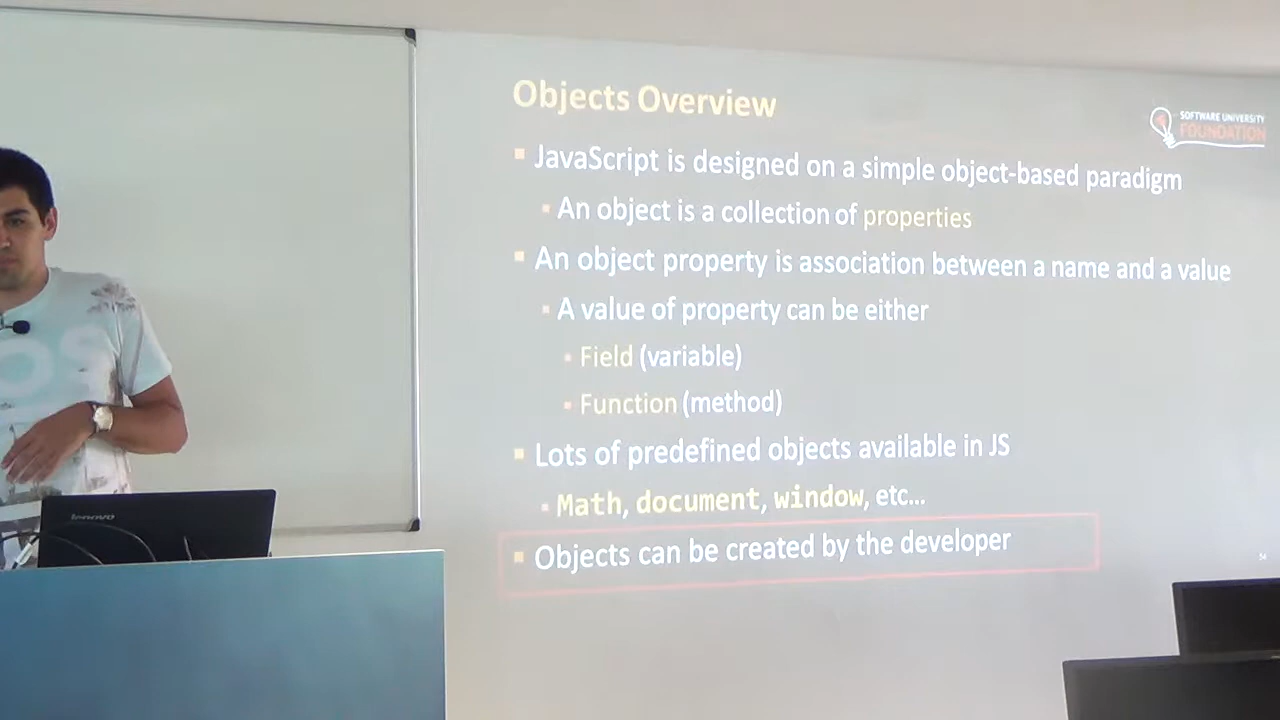 Objects Overview
SOFTWARE UNIVERSITY
FOUNDATION
JavaScript is designed on a simple object-based paradigm
An object is a collection of properties
An object property is association between a name and a value
A value of property can be either
Field (variable)
Function (method)
Lots of predefined objects available in JS
Math, document, window, etc...
Objects can be created by the developer
lenovo
OS